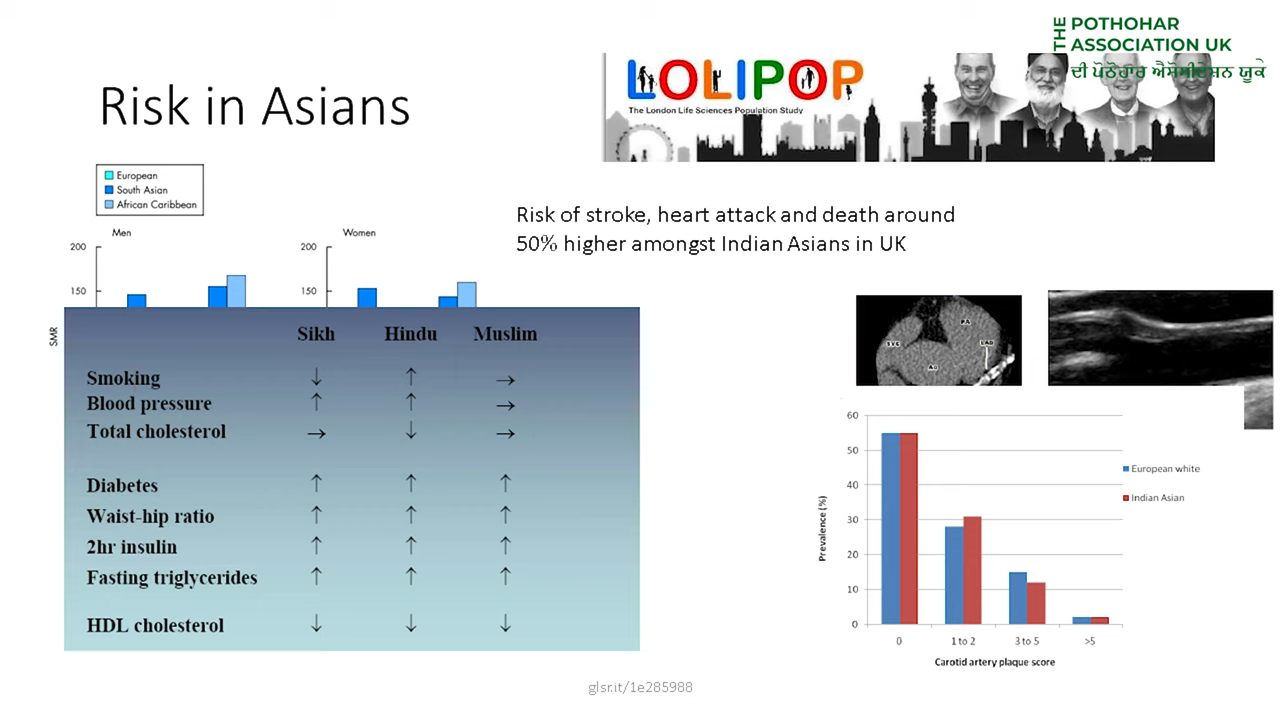 THE
POTHOHAR
ASSOCIATION UK
ਦੀ ਪੋਠੋਹਾਰ ਐਸੋਸੀਏਸ਼ਨ ਯੂਕੇ
LOLIPOP
The London Life Sciences Population Study
Risk in Asians
European
South Asian
African Caribbean
Men
Women
200
150
200
150
SMR
Risk of stroke, heart attack and death around
50% higher amongst Indian Asians in UK
Sikh Hindu Muslim
Smoking ↓ ↑ →
Blood pressure ↑ ↑ →
Total cholesterol → ↓ →
Diabetes ↑ ↑ ↑
Waist-hip ratio ↑ ↑ ↑
2hr insulin ↑ ↑ ↑
Fasting triglycerides ↑ ↑ ↑
HDL cholesterol ↓ ↓ ↓
SVC
PA
LAD
Ao
60
50
40
30
20
10
0
Prevalence (%)
0 1 to 2 3 to 5 >5
Carotid artery plaque score
European white
Indian Asian
glsr.it/1e285988